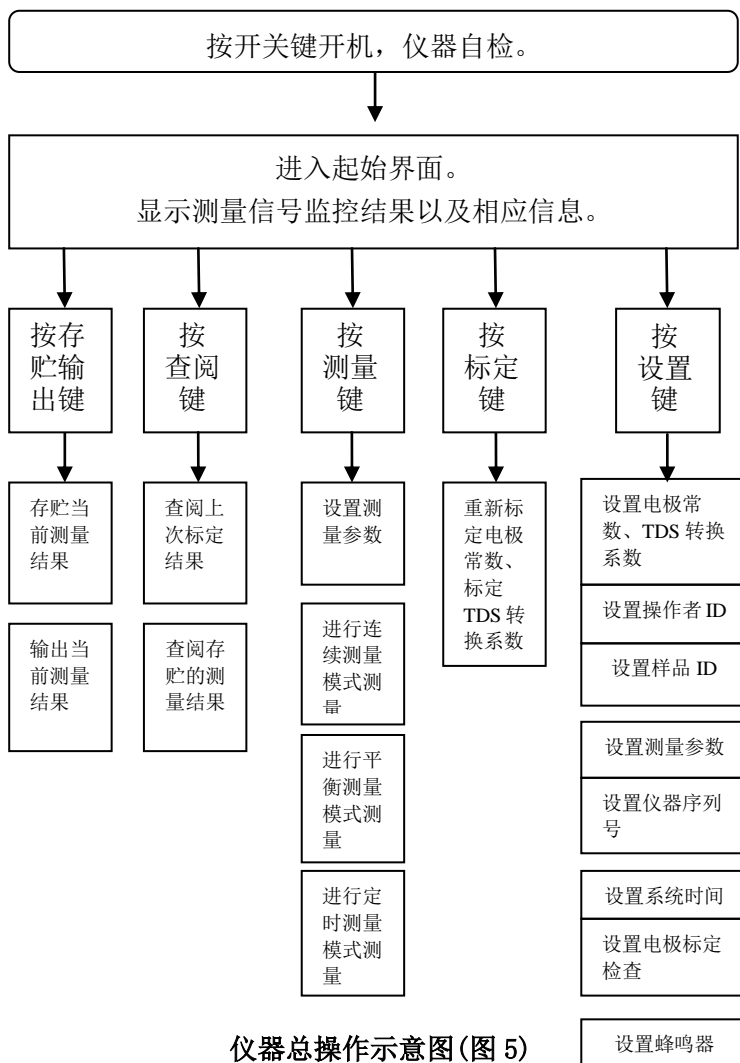 按开关键开机，仪器自检。
进入起始界面。
显示测量信号监控结果以及相应信息。
按存
贮输
出键
按
查阅
键
按
测量
键
按
标定
键
按
设置
键
存贮当
前测量
结果
输出当
前测量
结果
查阅上
次标定
结果
查阅存
贮的测
量结果
设置测
量参数
进行连
续测量
模式测
量
进行平
衡测量
模式测
量
进行定
时测量
模式测
量
重新标
定电极
常数、
标定
TDS 转
换系数
设置电极常
数、TDS 转换
系数
设置操作者 ID
设置样品 ID
设置测量参数
设置仪器序列
号
设置系统时间
设置电极标定
检查
设置蜂鸣器
仪器总操作示意图(图 5)